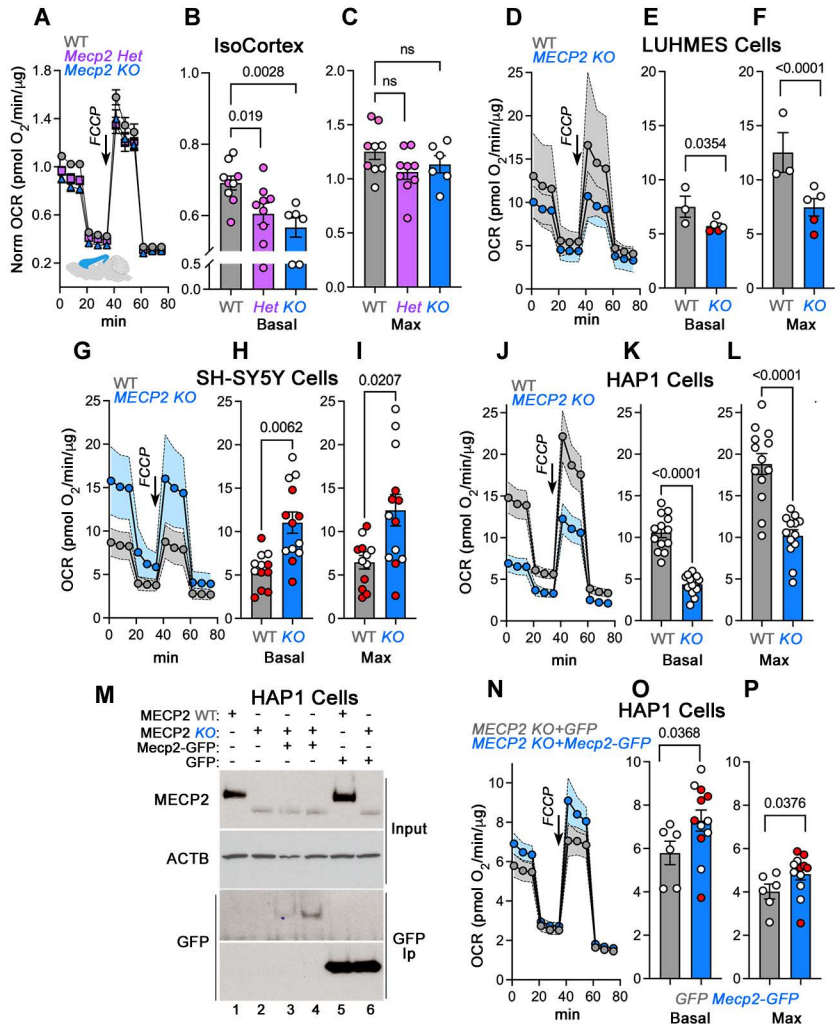 A B C D E F
WT
Mecp2 Het
Mecp2 KO
IsoCortex
WT
MECP2 KO
LUHMES Cells
Norm OCR (pmol O2/min/µg)
1.8
1.4
1.0
0.6
0.2
FCCP
0 20 40 60 80
min
0.8
0.6
0.5
0.0
0.0028
0.019
WT Het KO
Basal
2.0
1.5
1.0
0.5
0.0
ns
ns
WT Het KO
Max
OCR (pmol O2/min/µg)
25
20
15
10
5
0
FCCP
0 20 40 60 80
min
20
15
10
5
0
0.0354
WT KO
Basal
20
15
10
5
0
<0.0001
WT KO
Max
G H I J K L
WT
MECP2 KO
SH-SY5Y Cells
WT
MECP2 KO
HAP1 Cells
OCR (pmol O2/min/µg)
25
20
15
10
5
0
FCCP
0 20 40 60 80
min
25
20
15
10
5
0
0.0062
WT KO
Basal
25
20
15
10
5
0
0.0207
WT KO
Max
OCR (pmol O2/min/µg)
25
20
15
10
5
0
FCCP
0 20 40 60 80
min
25
20
15
10
5
0
<0.0001
WT KO
Basal
25
20
15
10
5
0
<0.0001
WT KO
Max
M
HAP1 Cells
MECP2 WT: + - - - + -
MECP2 KO: - + + + - +
Mecp2-GFP: - - + + - -
GFP: - - - - + +
MECP2
ACTB
Input
GFP
GFP Ip
1 2 3 4 5 6
N O P
HAP1 Cells
MECP2 KO+GFP
MECP2 KO+Mecp2-GFP
OCR (pmol O2/min/µg)
10
8
6
4
2
0
FCCP
0 20 40 60 80
min
10
8
6
4
2
0
0.0368
Basal
10
8
6
4
2
0
0.0376
GFP Mecp2-GFP
Max